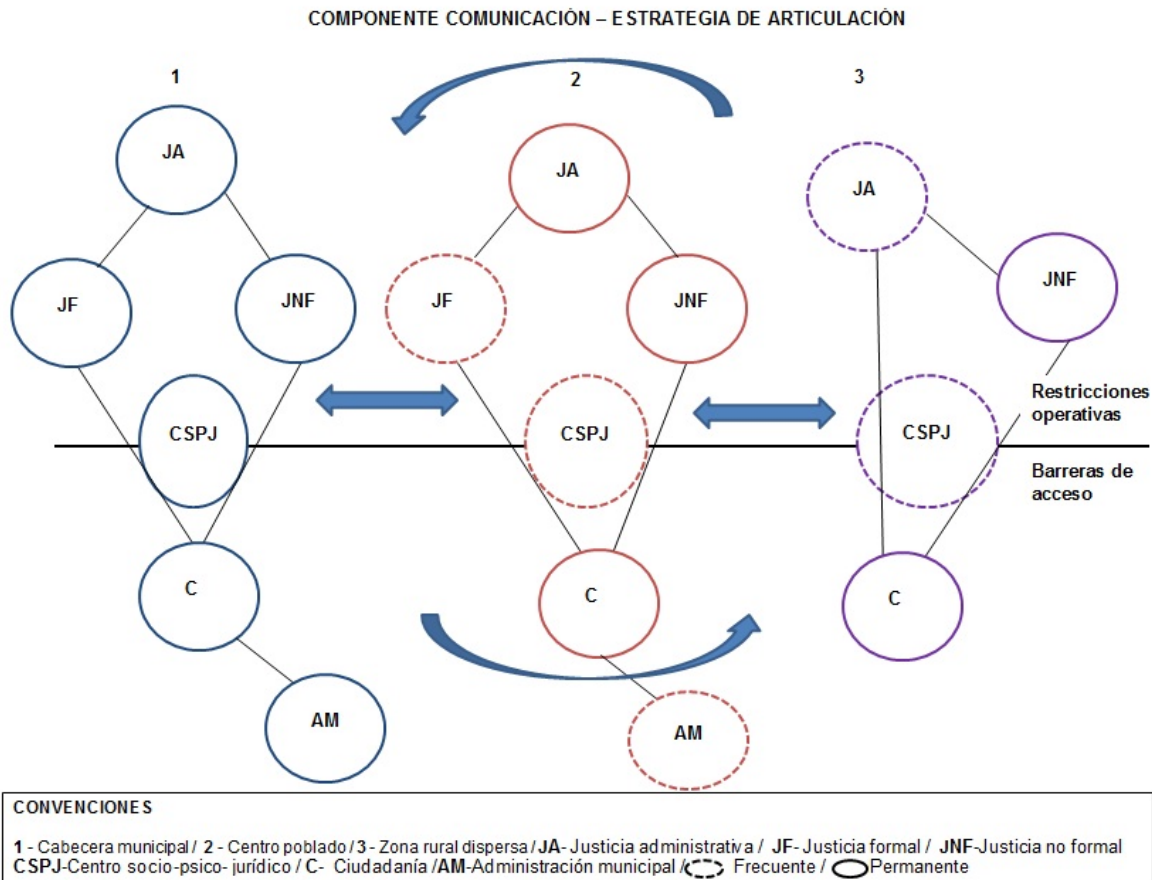 COMPONENTE COMUNICACIÓN – ESTRATEGIA DE ARTICULACIÓN
1
2
3
JA
JA
JA
JF
JNF
JF
JNF
JNF
CSPJ
CSPJ
CSPJ
Restricciones
operativas
Barreras de
acceso
C
C
C
AM
AM
CONVENCIONES
1 - Cabecera municipal / 2 - Centro poblado / 3 - Zona rural dispersa / JA- Justicia administrativa / JF- Justicia formal / JNF-Justicia no formal
CSPJ-Centro socio-psico- jurídico / C- Ciudadanía /AM-Administración municipal / Frecuente / Permanente